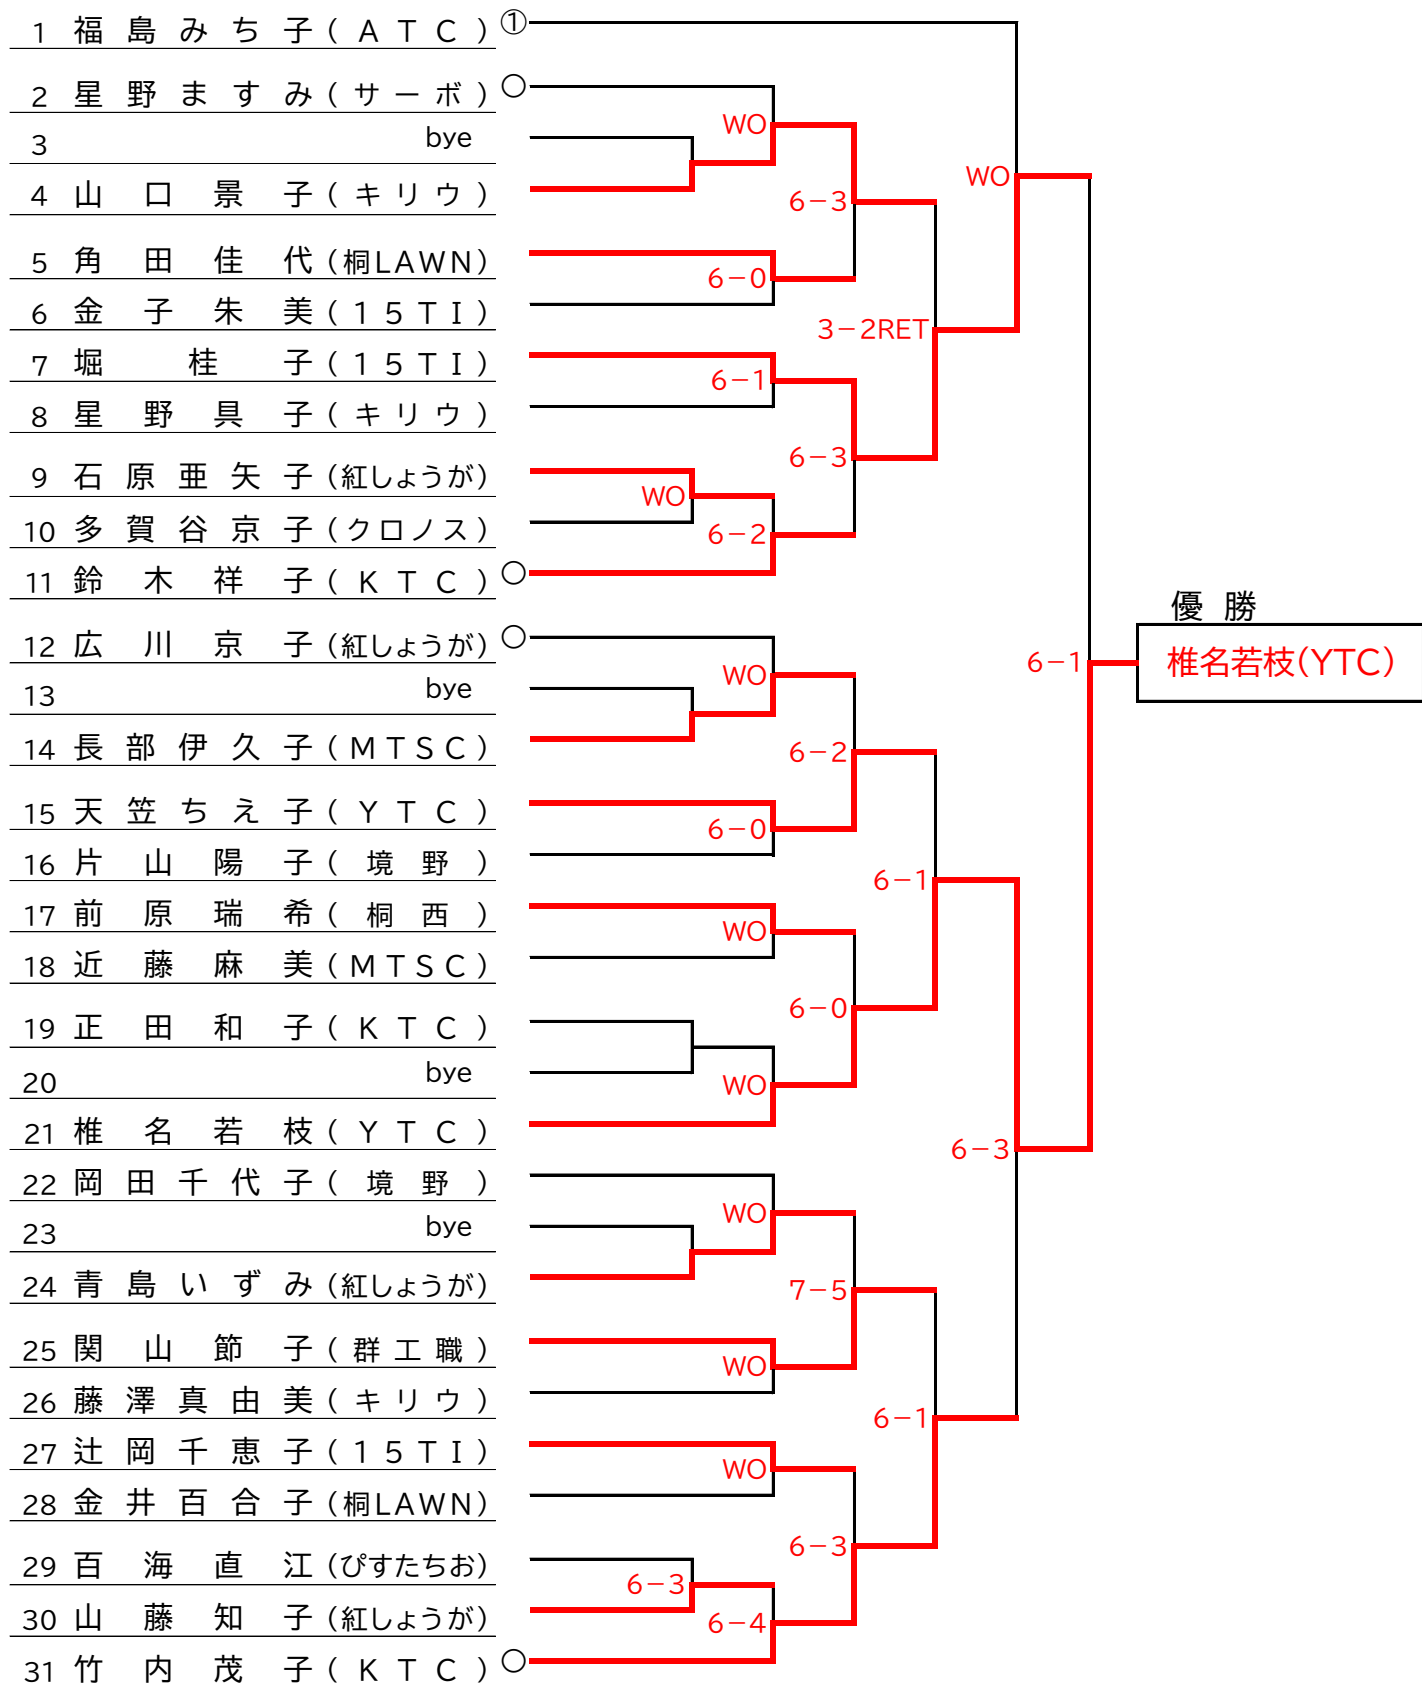 1 福島みち子(ATC) ①
2 星野ますみ(サーボ) ○
WO
3 bye
4 山口景子(キリウ)
WO
6-3
5 角田佳代(桐LAWN)
6-0
6 金子朱美(15TI)
3-2RET
7 堀桂子(15TI)
6-1
8 星野具子(キリウ)
6-3
9 石原亜矢子(紅しょうが)
WO
10 多賀谷京子(クロノス)
6-2
11 鈴木祥子(KTC) ○
優勝
12 広川京子(紅しょうが) ○
6-1
椎名若枝(YTC)
WO
13 bye
14 長部伊久子(MTSC)
6-2
15 天笠ちえ子(YTC)
6-0
16 片山陽子(境野)
6-1
17 前原瑞希(桐西)
WO
18 近藤麻美(MTSC)
6-0
19 正田和子(KTC)
20 bye
WO
21 椎名若枝(YTC)
6-3
22 岡田千代子(境野)
WO
23 bye
24 青島いずみ(紅しょうが)
7-5
25 関山節子(群工職)
WO
26 藤澤真由美(キリウ)
6-1
27 辻岡千恵子(15TI)
WO
28 金井百合子(桐LAWN)
6-3
29 百海直江(ぴすたちお)
6-3
30 山藤知子(紅しょうが)
6-4
31 竹内茂子(KTC) ○